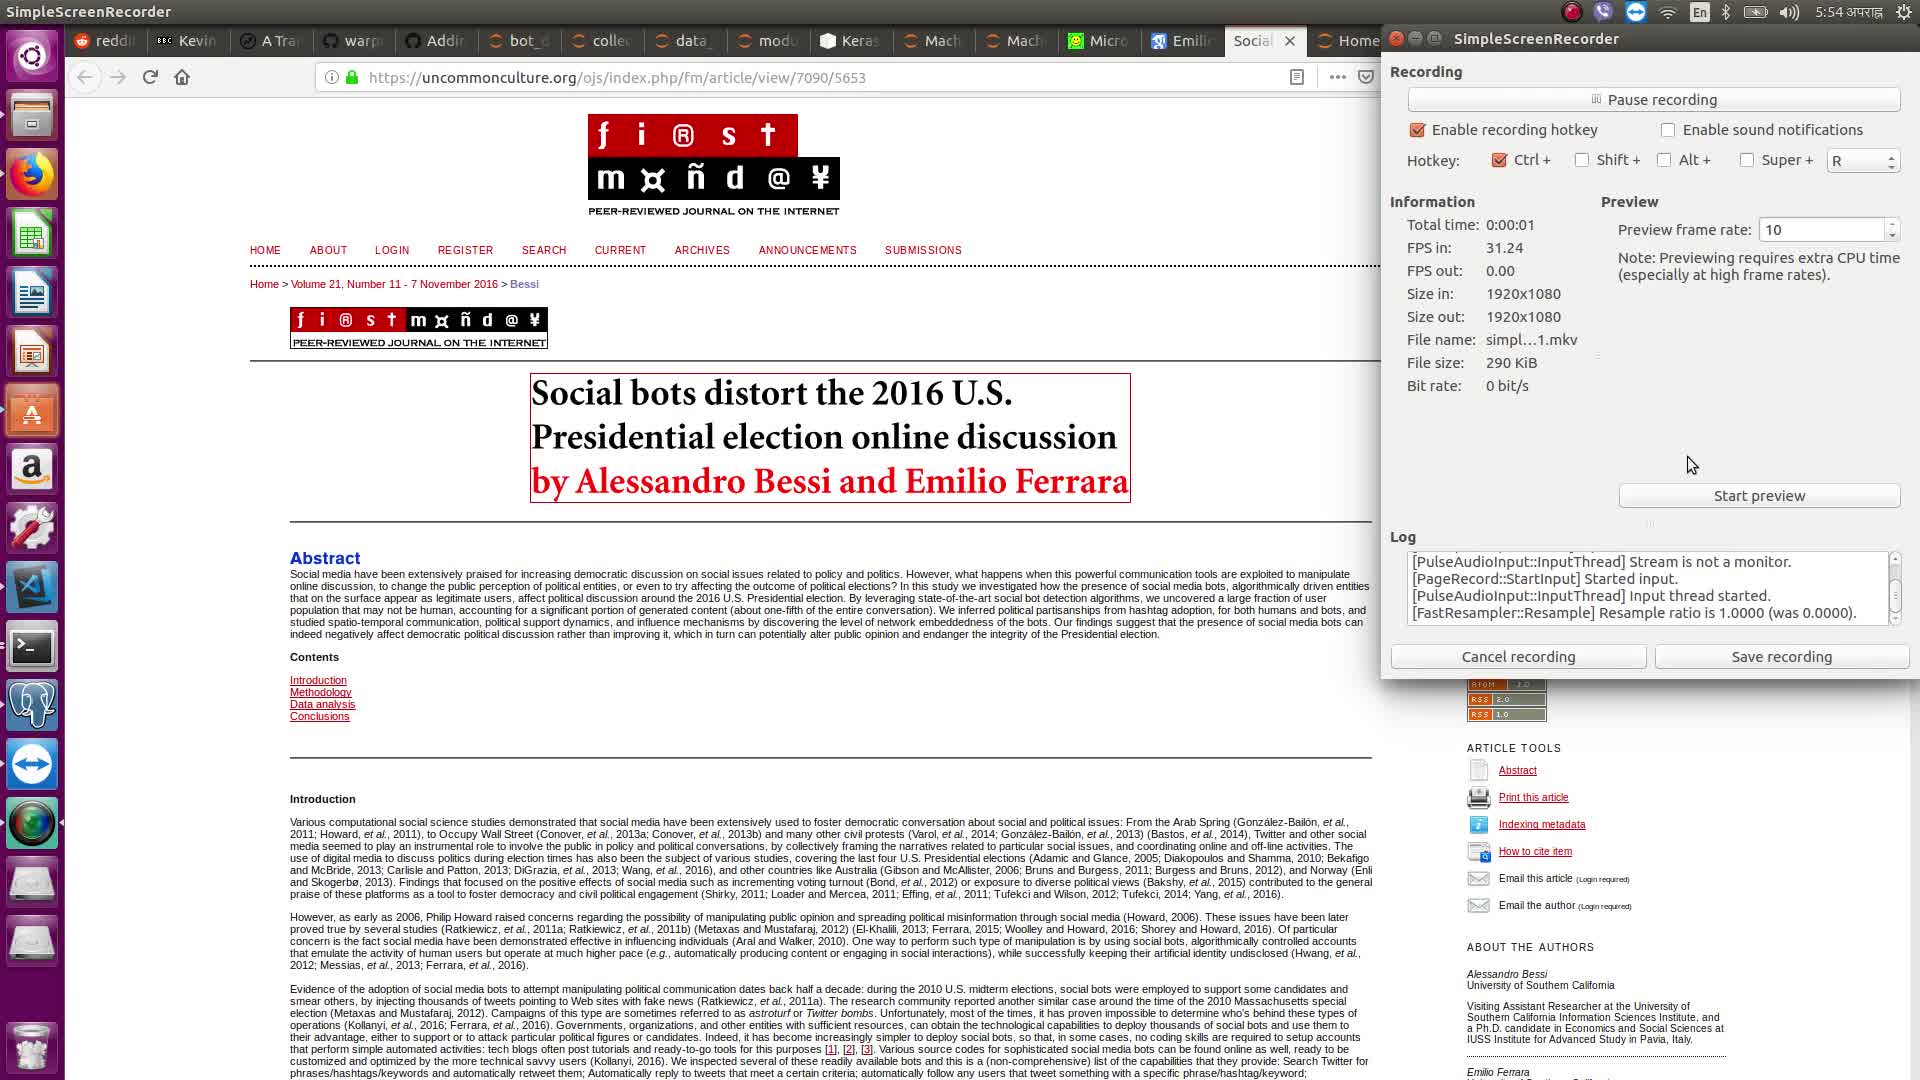 SimpleScreenRecorder
En
5:54 अपराह्न
reddi
Kevin
A Tra
warp
Addir
bot_d
colle
data_
modu
Keras
Mach
Mach
Micro
Emili
Social
Home
https://uncommonculture.org/ojs/index.php/fm/article/view/7090/5653
f i ® s t
m ¤ ñ d @ ¥
PEER-REVIEWED JOURNAL ON THE INTERNET
HOME ABOUT LOGIN REGISTER SEARCH CURRENT ARCHIVES ANNOUNCEMENTS SUBMISSIONS
Home > Volume 21, Number 11 - 7 November 2016 > Bessi
f i ® s t m ¤ ñ d @ ¥
PEER-REVIEWED JOURNAL ON THE INTERNET
Social bots distort the 2016 U.S.
Presidential election online discussion
by Alessandro Bessi and Emilio Ferrara
Abstract
Social media have been extensively praised for increasing democratic discussion on social issues related to policy and politics. However, what happens when this powerful communication tools are exploited to manipulate
online discussion, to change the public perception of political entities, or even to try affecting the outcome of political elections? In this study we investigated how the presence of social media bots, algorithmically driven entities
that on the surface appear as legitimate users, affect political discussion around the 2016 U.S. Presidential election. By leveraging state-of-the-art social bot detection algorithms, we uncovered a large fraction of user
population that may not be human, accounting for a significant portion of generated content (about one-fifth of the entire conversation). We inferred political partisanships from hashtag adoption, for both humans and bots, and
studied spatio-temporal communication, political support dynamics, and influence mechanisms by discovering the level of network embeddedness of the bots. Our findings suggest that the presence of social media bots can
indeed negatively affect democratic political discussion rather than improving it, which in turn can potentially alter public opinion and endanger the integrity of the Presidential election.
Contents
Introduction
Methodology
Data analysis
Conclusions
Introduction
Various computational social science studies demonstrated that social media have been extensively used to foster democratic conversation about social and political issues: From the Arab Spring (González-Bailón, et al.,
2011; Howard, et al., 2011), to Occupy Wall Street (Conover, et al., 2013a; Conover, et al., 2013b) and many other civil protests (Varol, et al., 2014; González-Bailón, et al., 2013) (Bastos, et al., 2014), Twitter and other social
media seemed to play an instrumental role to involve the public in policy and political conversations, by collectively framing the narratives related to particular social issues, and coordinating online and off-line activities. The
use of digital media to discuss politics during election times has also been the subject of various studies, covering the last four U.S. Presidential elections (Adamic and Glance, 2005; Diakopoulos and Shamma, 2010; Bekafigo
and McBride, 2013; Carlisle and Patton, 2013; DiGrazia, et al., 2013; Wang, et al., 2016), and other countries like Australia (Gibson and McAllister, 2006; Bruns and Burgess, 2011; Burgess and Bruns, 2012), and Norway (Enli
and Skogerbø, 2013). Findings that focused on the positive effects of social media such as incrementing voting turnout (Bond, et al., 2012) or exposure to diverse political views (Bakshy, et al., 2015) contributed to the general
praise of these platforms as a tool to foster democracy and civil political engagement (Shirky, 2011; Loader and Mercea, 2011; Effing, et al., 2011; Tufekci and Wilson, 2012; Tufekci, 2014; Yang, et al., 2016).
However, as early as 2006, Philip Howard raised concerns regarding the possibility of manipulating public opinion and spreading political misinformation through social media (Howard, 2006). These issues have been later
proved true by several studies (Ratkiewicz, et al., 2011a; Ratkiewicz, et al., 2011b) (Metaxas and Mustafaraj, 2012) (El-Khalili, 2013; Ferrara, 2015; Woolley and Howard, 2016; Shorey and Howard, 2016). Of particular
concern is the fact social media have been demonstrated effective in influencing individuals (Aral and Walker, 2010). One way to perform such type of manipulation is by using social bots, algorithmically controlled accounts
that emulate the activity of human users but operate at much higher pace (e.g., automatically producing content or engaging in social interactions), while successfully keeping their artificial identity undisclosed (Hwang, et al.,
2012; Messias, et al., 2013; Ferrara, et al., 2016).
Evidence of the adoption of social media bots to attempt manipulating political communication dates back half a decade: during the 2010 U.S. midterm elections, social bots were employed to support some candidates and
smear others, by injecting thousands of tweets pointing to Web sites with fake news (Ratkiewicz, et al., 2011a). The research community reported another similar case around the time of the 2010 Massachusetts special
election (Metaxas and Mustafaraj, 2012). Campaigns of this type are sometimes referred to as astroturf or Twitter bombs. Unfortunately, most of the times, it has proven impossible to determine who's behind these types of
operations (Kollanyi, et al., 2016; Ferrara, et al., 2016). Governments, organizations, and other entities with sufficient resources, can obtain the technological capabilities to deploy thousands of social bots and use them to
their advantage, either to support or to attack particular political figures or candidates. Indeed, it has become increasingly simpler to deploy social bots, so that, in some cases, no coding skills are required to setup accounts
that perform simple automated activities: tech blogs often post tutorials and ready-to-go tools for this purposes [1], [2], [3]. Various source codes for sophisticated social media bots can be found online as well, ready to be
customized and optimized by the more technical savvy users (Kollanyi, 2016). We inspected several of these readily available bots and this is a (non-comprehensive) list of the capabilities that they provide: Search Twitter for
phrases/hashtags/keywords and automatically retweet them; Automatically reply to tweets that meet a certain criteria; automatically follow any users that tweet something with a specific phrase/hashtag/keyword;
SimpleScreenRecorder
Recording
Pause recording
Enable recording hotkey Enable sound notifications
Hotkey: Ctrl + Shift + Alt + Super + R
Information
Total time: 0:00:01
FPS in: 31.24
FPS out: 0.00
Size in: 1920x1080
Size out: 1920x1080
File name: simpl…1.mkv
File size: 290 KiB
Bit rate: 0 bit/s
Preview
Preview frame rate: 10
Note: Previewing requires extra CPU time
(especially at high frame rates).
Start preview
Log
[PulseAudioInput::InputThread] Stream is not a monitor.
[PageRecord::StartInput] Started input.
[PulseAudioInput::InputThread] Input thread started.
[FastResampler::Resample] Resample ratio is 1.0000 (was 0.0000).
Cancel recording Save recording
ATOM 1.0
RSS 2.0
RSS 1.0
ARTICLE TOOLS
Abstract
Print this article
Indexing metadata
How to cite item
Email this article (Login required)
Email the author (Login required)
ABOUT THE AUTHORS
Alessandro Bessi
University of Southern California
Visiting Assistant Researcher at the University of
Southern California Information Sciences Institute, and
a Ph.D. candidate in Economics and Social Sciences at
IUSS Institute for Advanced Study in Pavia, Italy.
Emilio Ferrara